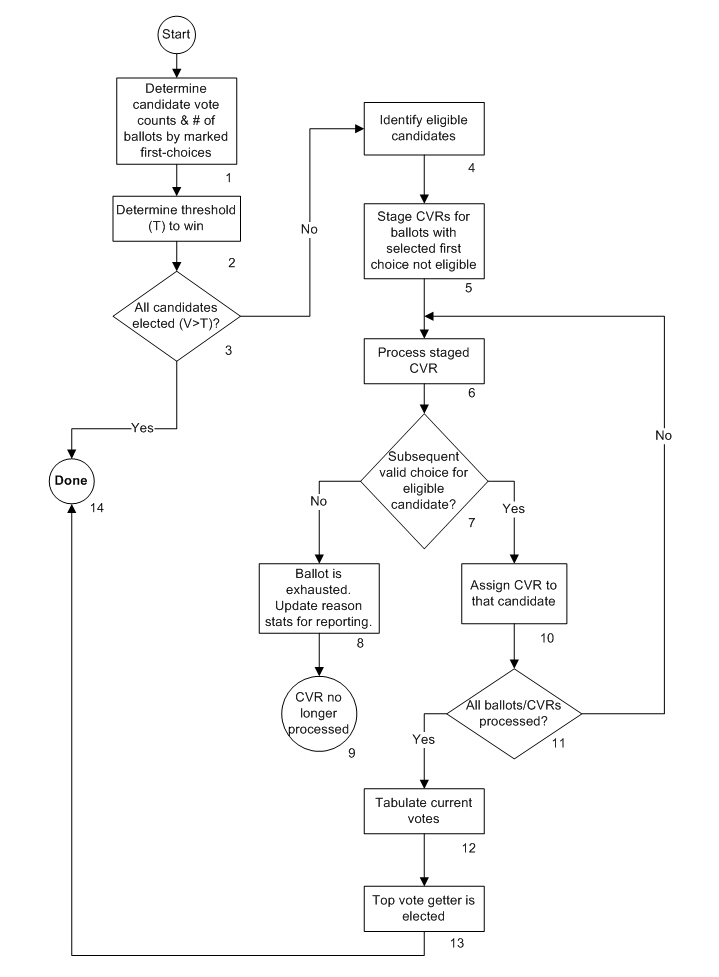 Start
Determine
candidate vote
counts & # of
ballots by marked
first-choices
1
Determine threshold
(T) to win
2
All candidates
elected (V>T)?
3
Yes
Done
14
No
Identify eligible
candidates
4
Stage CVRs for
ballots with
selected first
choice not eligible
5
Process staged
CVR
6
Subsequent
valid choice for
eligible
candidate?
7
No
Ballot is
exhausted.
Update reason
stats for reporting.
8
CVR no
longer
processed
9
Yes
Assign CVR to
that candidate
10
All ballots/CVRs
processed?
11
No
Yes
Tabulate current
votes
12
Top vote getter is
elected
13